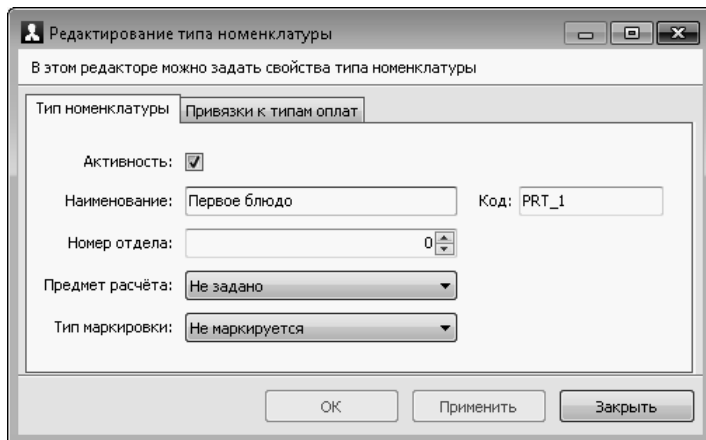 Редактирование типа номенклатуры
В этом редакторе можно задать свойства типа номенклатуры
Тип номенклатуры Привязки к типам оплат
Активность:
Наименование: Первое блюдо Код: PRT_1
Номер отдела: 0
Предмет расчёта: Не задано
Тип маркировки: Не маркируется
ОК Применить Закрыть